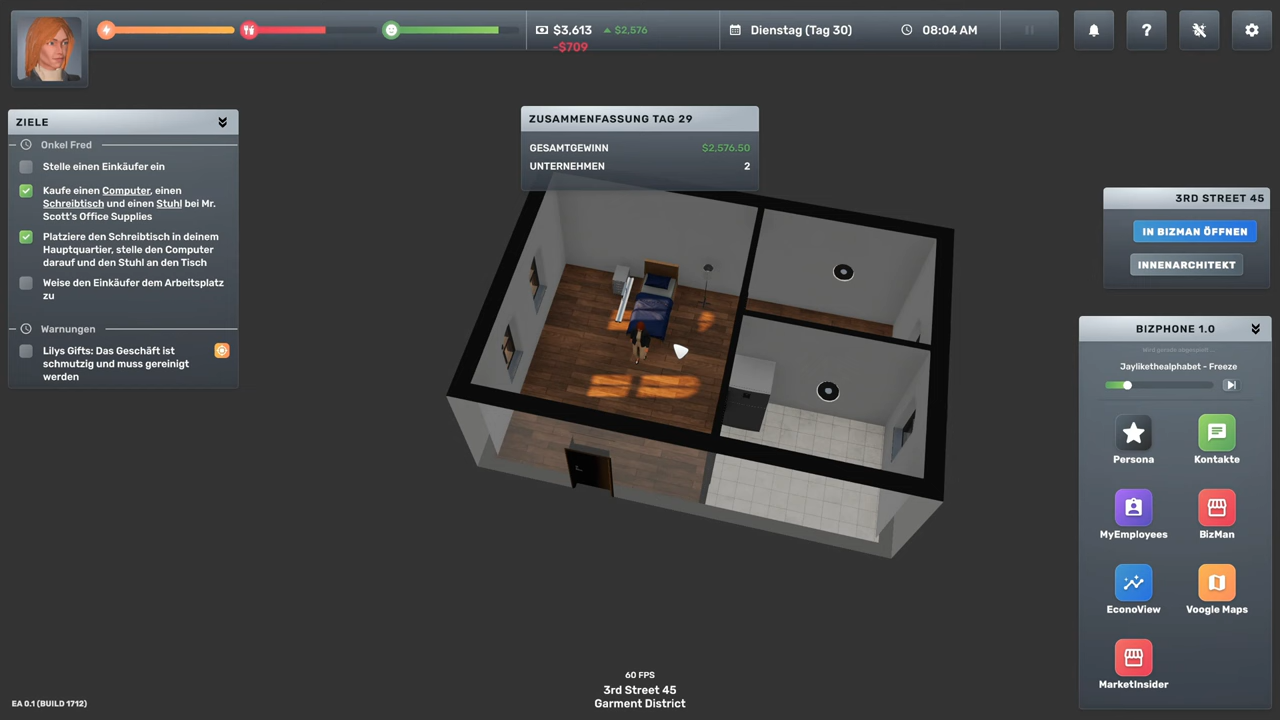 $3,613
$2,576
-$709
Dienstag (Tag 30)
08:04 AM
ZIELE
Onkel Fred
Stelle einen Einkäufer ein
Kaufe einen Computer, einen
Schreibtisch und einen Stuhl bei Mr.
Scott's Office Supplies
Platziere den Schreibtisch in deinem
Hauptquartier, stelle den Computer
darauf und den Stuhl an den Tisch
Weise den Einkäufer dem Arbeitsplatz
zu
Warnungen
Lilys Gifts: Das Geschäft ist
schmutzig und muss gereinigt
werden
ZUSAMMENFASSUNG TAG 29
GESAMTGEWINN $2,576.50
UNTERNEHMEN 2
3RD STREET 45
IN BIZMAN ÖFFNEN
INNENARCHITEKT
BIZPHONE 1.0
Wird gerade abgespielt ...
Jaylikethealphabet - Freeze
Persona
Kontakte
MyEmployees
BizMan
EconoView
Voogle Maps
MarketInsider
60 FPS
3rd Street 45
Garment District
EA 0.1 (BUILD 1712)